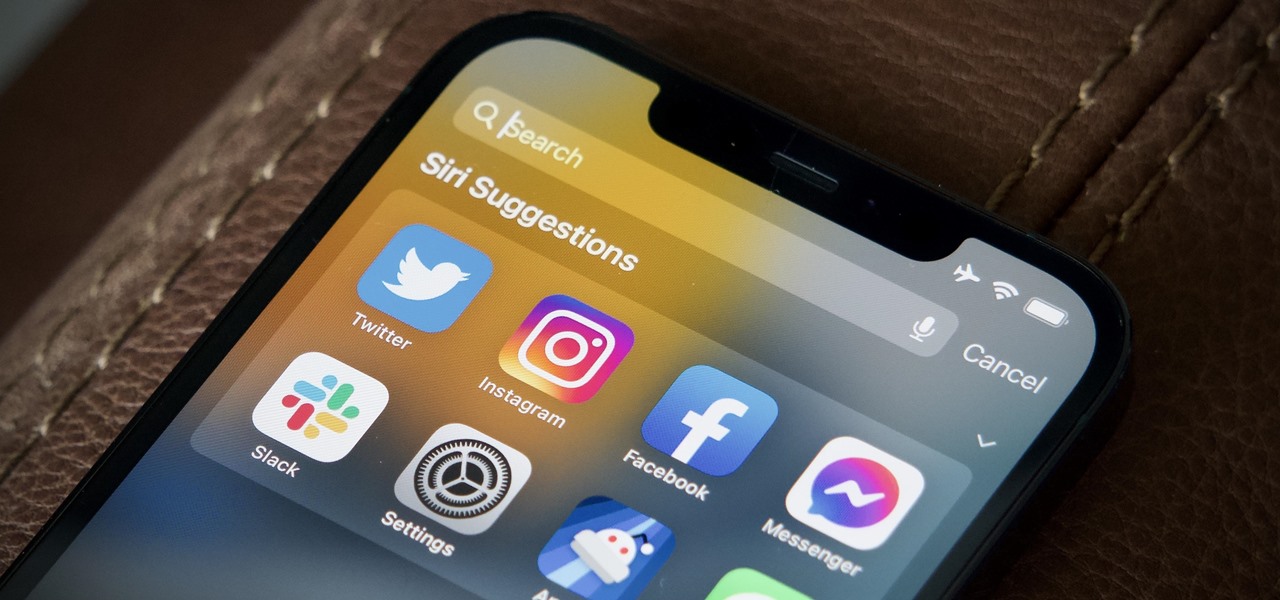 Search
Cancel
Siri Suggestions
Twitter
Instagram
Facebook
Messenger
Slack
Settings